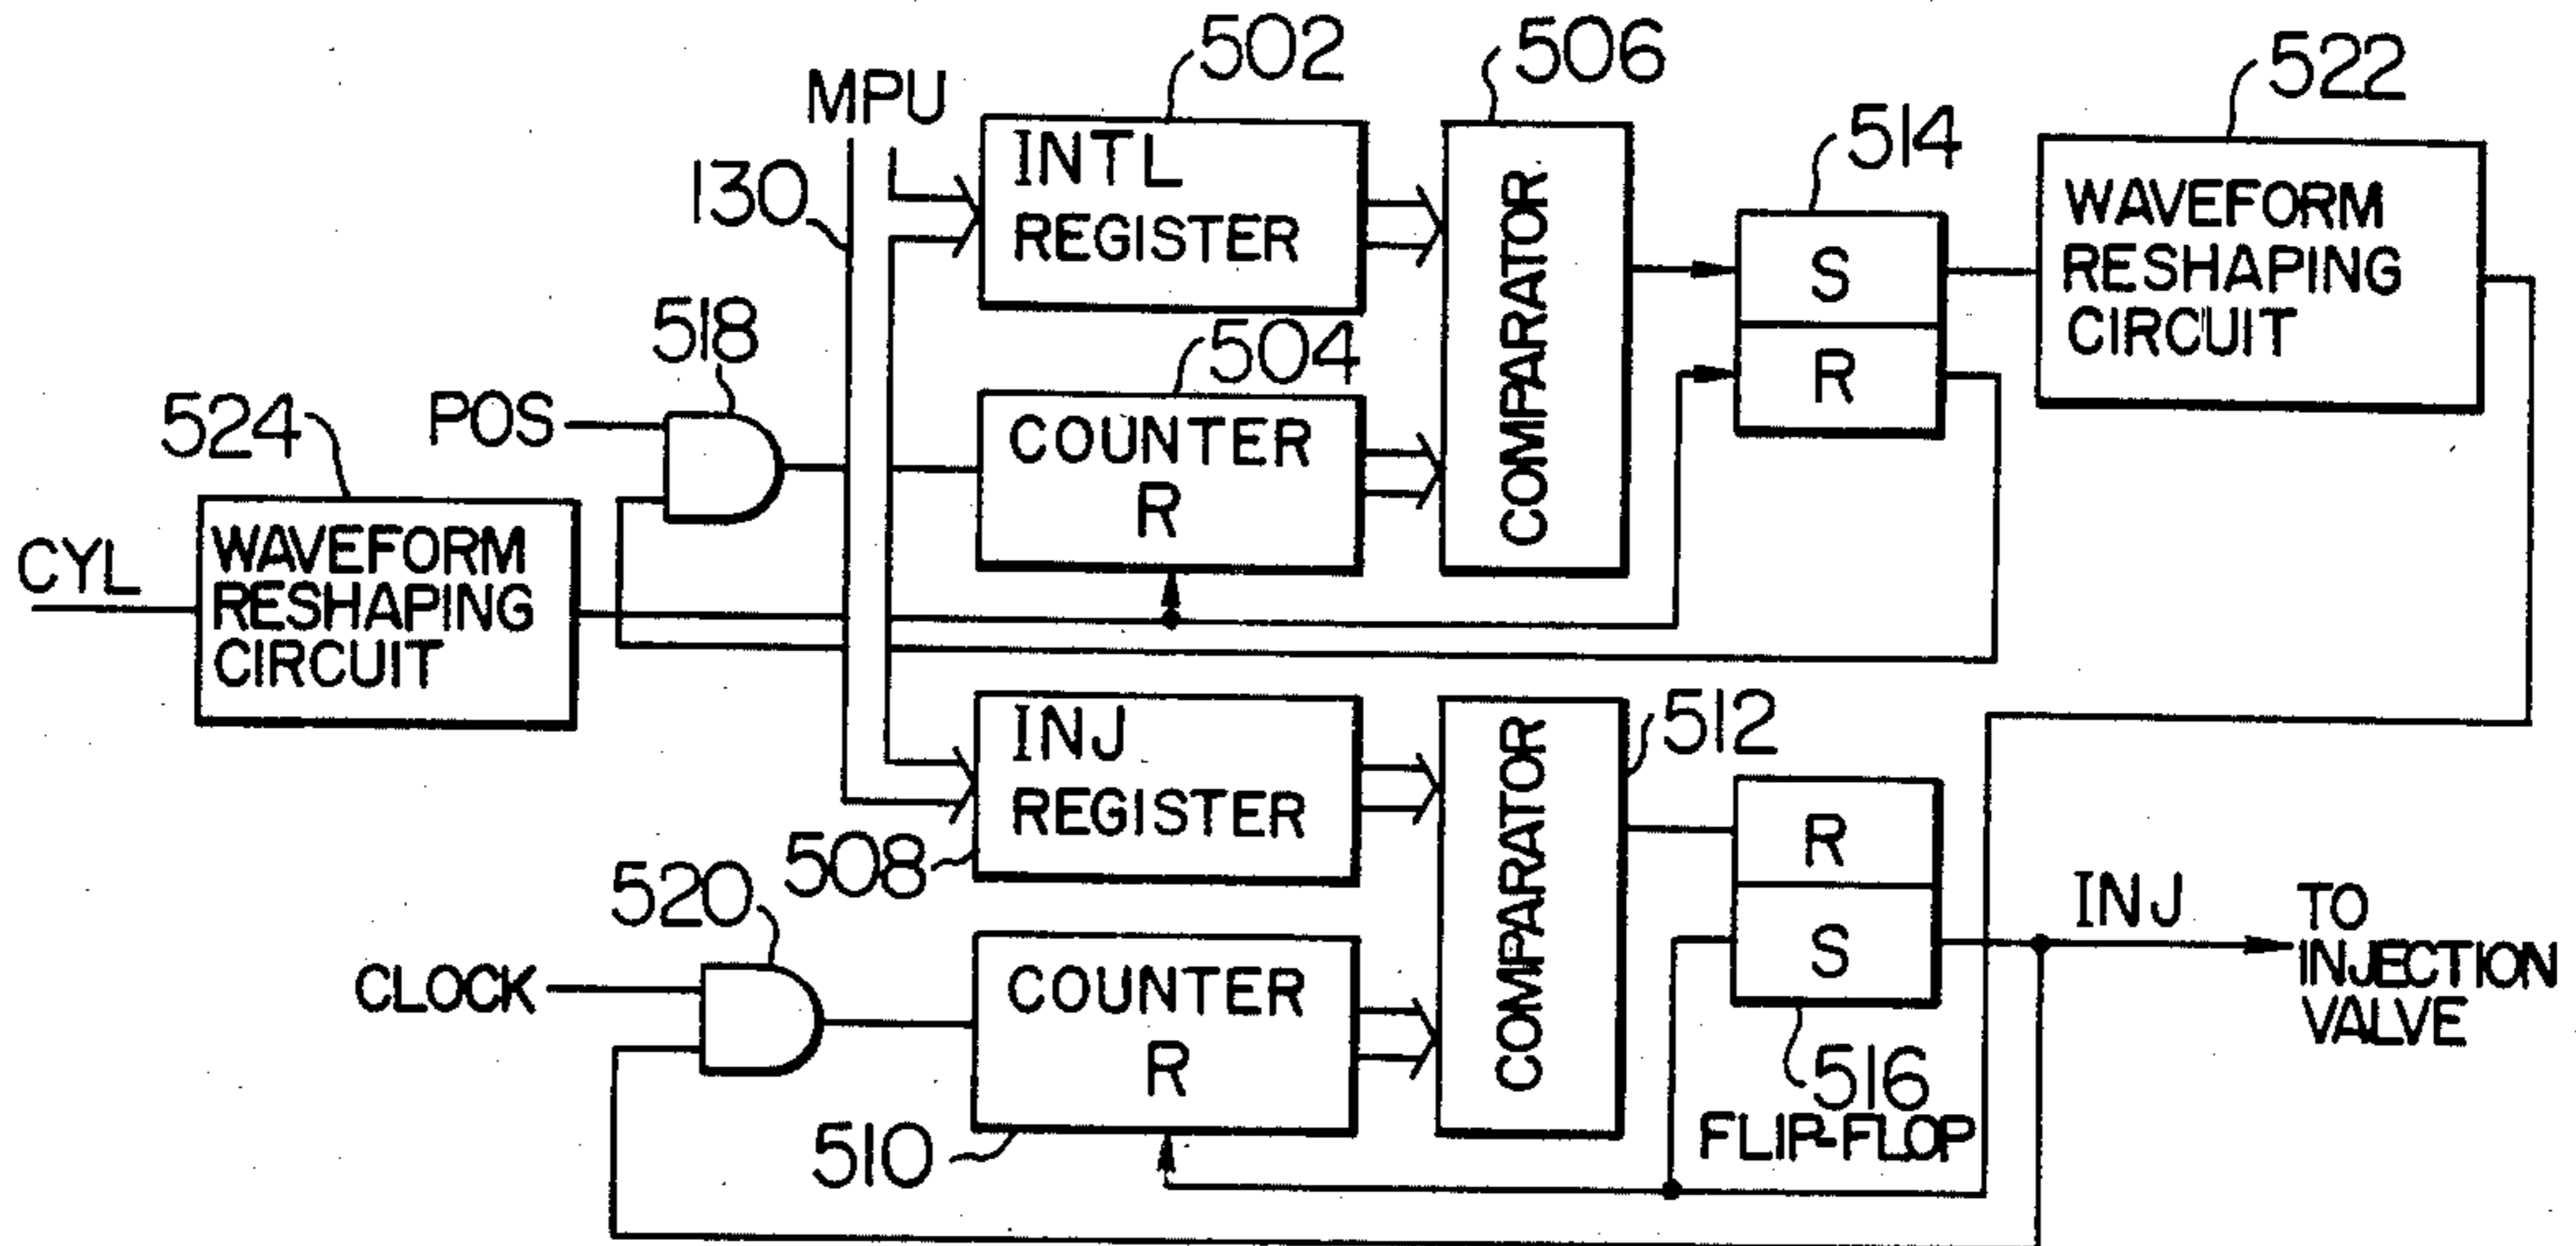 502
506
522
MPU
514
130
INTL
REGISTER
COMPARATOR
S
R
WAVEFORM
RESHAPING
CIRCUIT
518
504
524
POS
COUNTER
R
CYL
WAVEFORM
RESHAPING
CIRCUIT
INJ
REGISTER
COMPARATOR
512
508
R
S
INJ
TO
INJECTION
VALVE
520
CLOCK
COUNTER
R
510
516
FLIP-FLOP